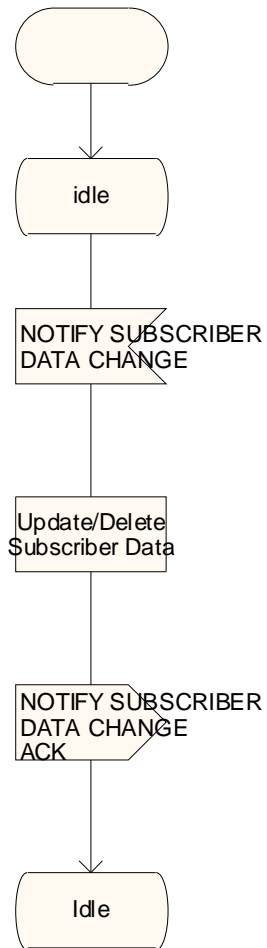 idle
NOTIFY SUBSCRIBER
DATA CHANGE
Update/Delete
Subscriber Data
NOTIFY SUBSCRIBER
DATA CHANGE
ACK
Idle